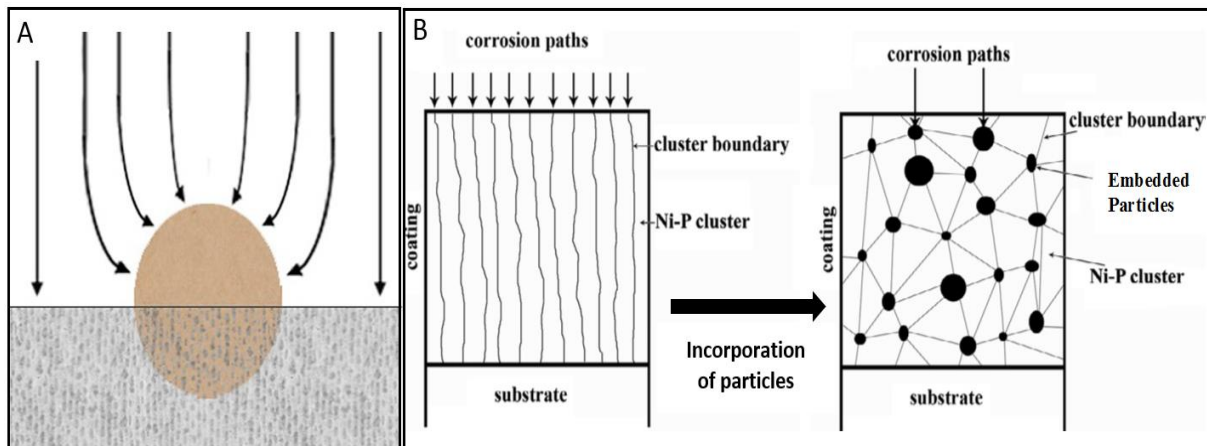 A
B
corrosion paths
cluster boundary
Ni-P cluster
coating
substrate
Incorporation
of particles
corrosion paths
cluster boundary
Embedded
Particles
Ni-P cluster
coating
substrate